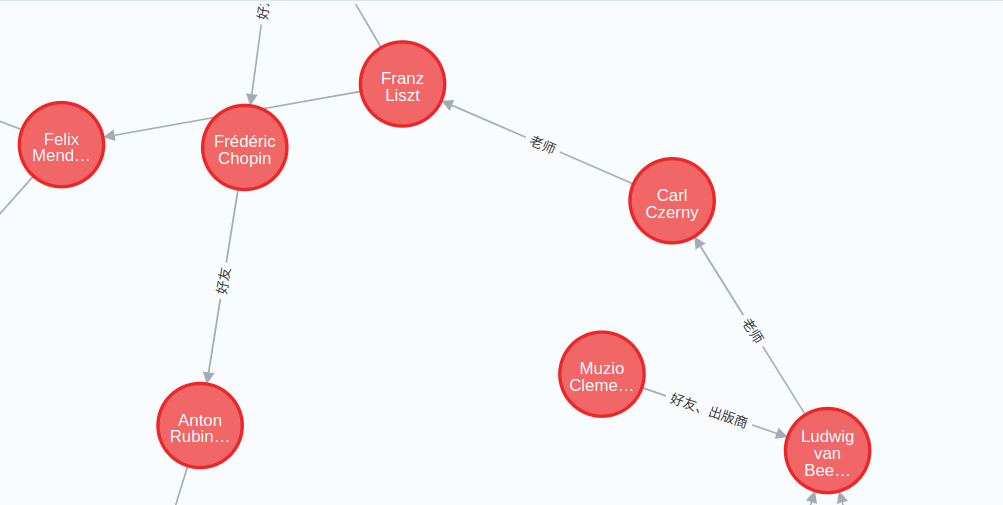 好
Franz
Liszt
Felix
Mend…
Frédéric
Chopin
老师
Carl
Czerny
好友
老师
Muzio
Cleme…
好友、出版商
Anton
Rubin…
Ludwig
van
Bee…